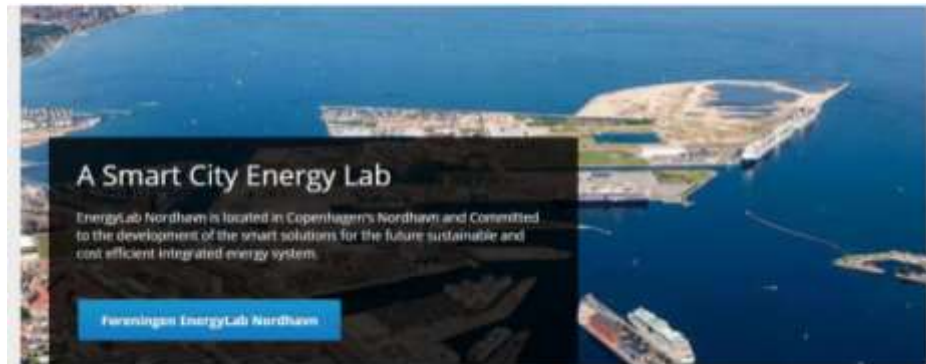 A Smart City Energy Lab
EnergyLab Nordhavn is located in Copenhagen's Nordhavn and Committed
to the development of the smart solutions for the future sustainable and
cost efficient integrated energy system.
Foreningen EnergyLab Nordhavn